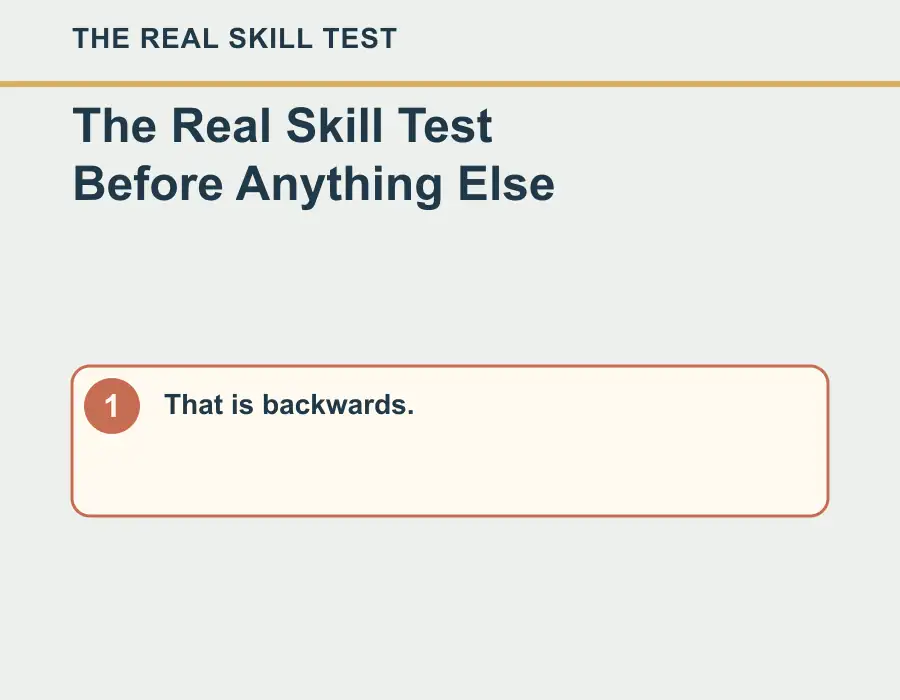 THE REAL SKILL TEST
The Real Skill Test
Before Anything Else
1
That is backwards.